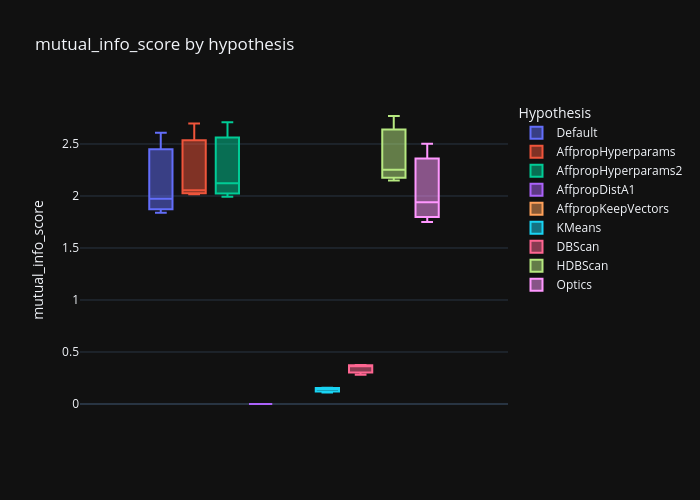 mutual_info_score by hypothesis
mutual_info_score
2.5
2
1.5
1
0.5
0
Hypothesis
Default
AffpropHyperparams
AffpropHyperparams2
AffpropDistA1
AffpropKeepVectors
KMeans
DBScan
HDBScan
Optics